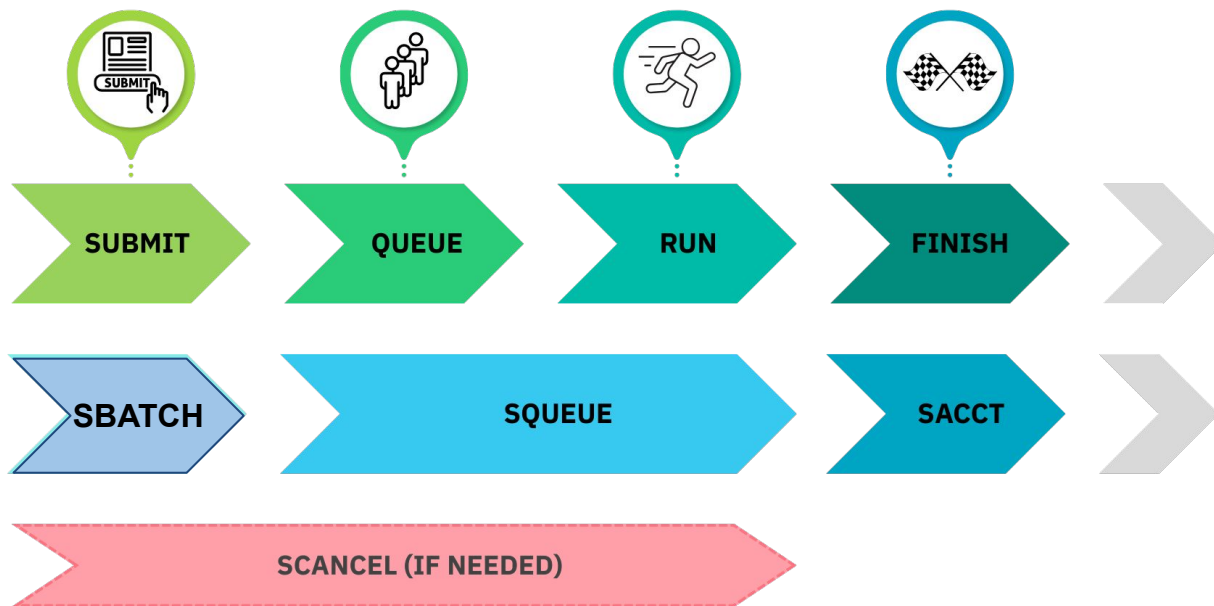 SUBMIT
SUBMIT
QUEUE
RUN
FINISH
SBATCH
SQUEUE
SACCT
SCANCEL (IF NEEDED)